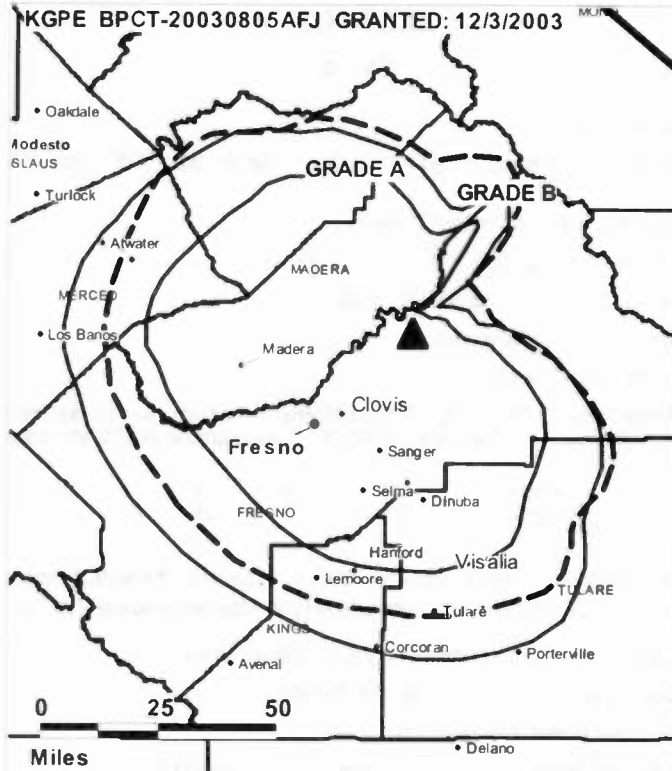 KGPE BPCT-20030805AFJ GRANTED: 12/3/2003
Oakdale
Modesto
SLAUS
Turlock
GRADE A
GRADE B
Atwater
MADERA
MERCED
Los Banos
Madera
Clovis
Fresno
Sanger
Selma
Dinuba
FRESNO
Hanford
Visalia
Lemoore
TULARE
Tulare
KINGS
Corcoran
Porterville
Avenal
0 25 50
Miles
Delano